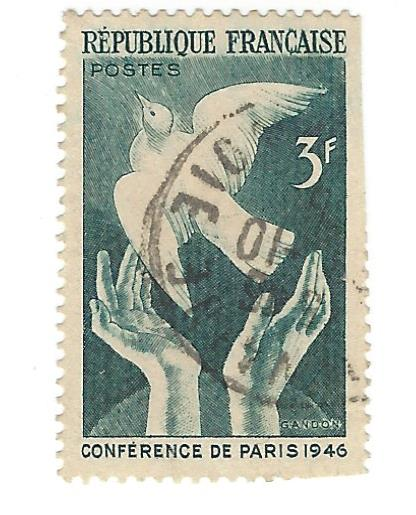 RÉPUBLIQUE FRANÇAISE
POSTES
3F
GANDON
CONFÉRENCE DE PARIS 1946